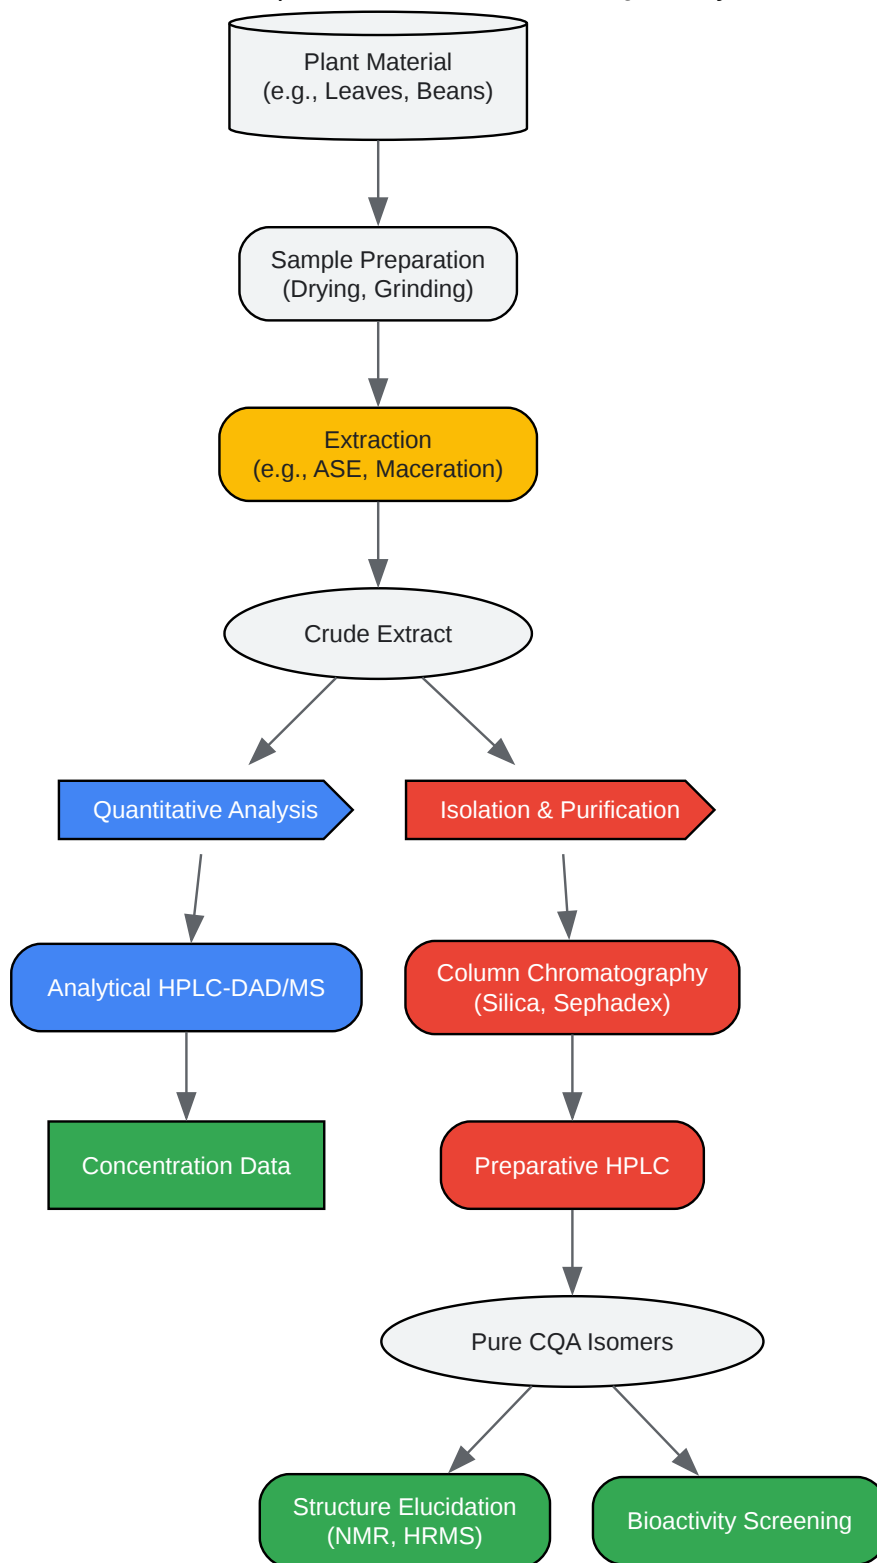 Plant Material
(e.g., Leaves, Beans)
Sample Preparation
(Drying, Grinding)
Extraction
(e.g., ASE, Maceration)
Crude Extract
Quantitative Analysis
Isolation & Purification
Analytical HPLC-DAD/MS
Column Chromatography
(Silica, Sephadex)
Concentration Data
Preparative HPLC
Pure CQA Isomers
Structure Elucidation
(NMR, HRMS)
Bioactivity Screening